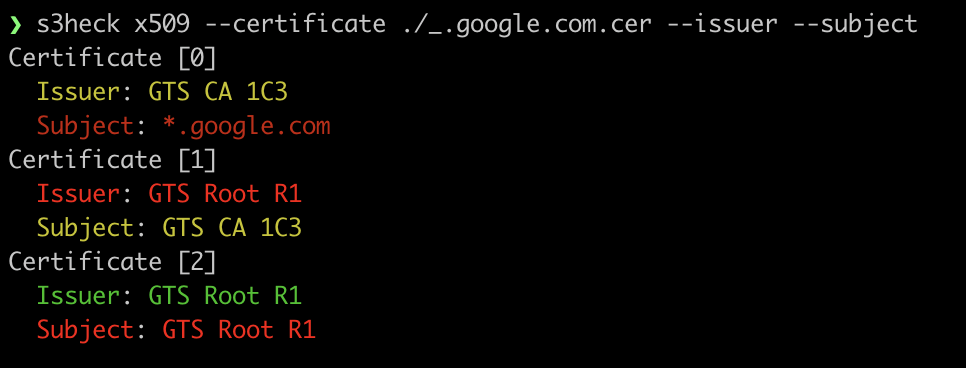 ❯ s3heck x509 --certificate ./_.google.com.cer --issuer --subject
Certificate [0]
  Issuer: GTS CA 1C3
  Subject: *.google.com
Certificate [1]
  Issuer: GTS Root R1
  Subject: GTS CA 1C3
Certificate [2]
  Issuer: GTS Root R1
  Subject: GTS Root R1